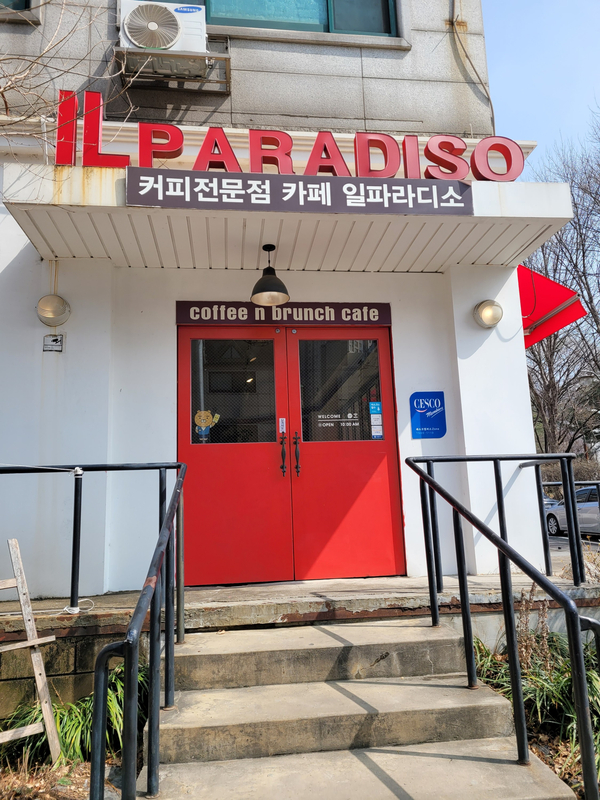 SAMSUNG
IL PARADISO
커피전문점 카페 일파라디소
coffee n brunch cafe
WELCOME
OPEN 10:00 AM
CESCO
Members